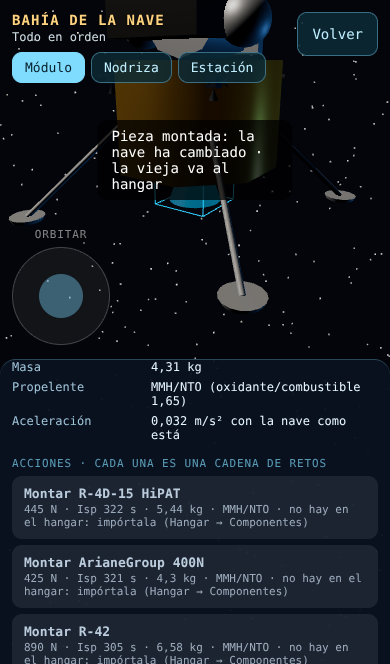 BAHÍA DE LA NAVE
Todo en orden
Volver
Módulo
Nodriza
Estación
Pieza montada: la
nave ha cambiado ·
la vieja va al
hangar
ORBITAR
Masa 4,31 kg
Propelente MMH/NTO (oxidante/combustible
1,65)
Aceleración 0,032 m/s² con la nave como
está
ACCIONES · CADA UNA ES UNA CADENA DE RETOS
Montar R-4D-15 HiPAT
445 N · Isp 322 s · 5,44 kg · MMH/NTO · no hay en
el hangar: impórtala (Hangar → Componentes)
Montar ArianeGroup 400N
425 N · Isp 321 s · 4,3 kg · MMH/NTO · no hay en el
hangar: impórtala (Hangar → Componentes)
Montar R-42
890 N · Isp 305 s · 6,58 kg · MMH/NTO · no hay en
el hangar: impórtala (Hangar → Componentes)